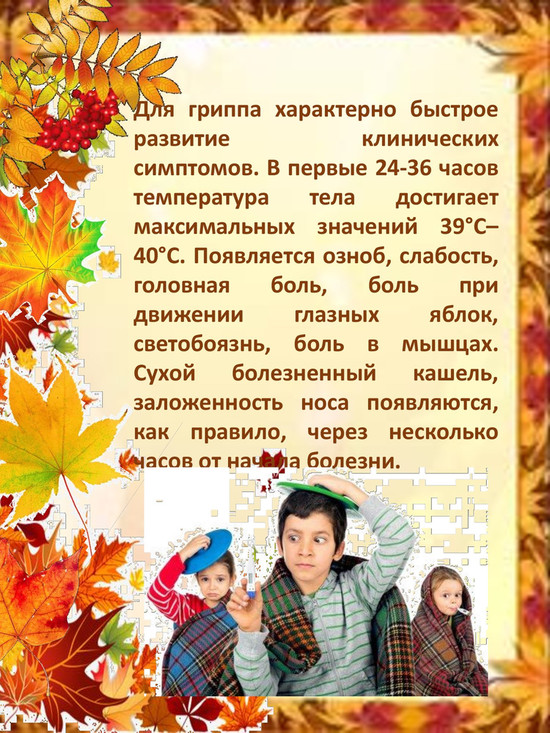 Для гриппа характерно быстрое
развитие клинических
симптомов. В первые 24-36 часов
температура тела достигает
максимальных значений 39°С–
40°С. Появляется озноб, слабость,
головная боль, боль при
движении глазных яблок,
светобоязнь, боль в мышцах.
Сухой болезненный кашель,
заложенность носа появляются,
как правило, через несколько
часов от начала болезни.